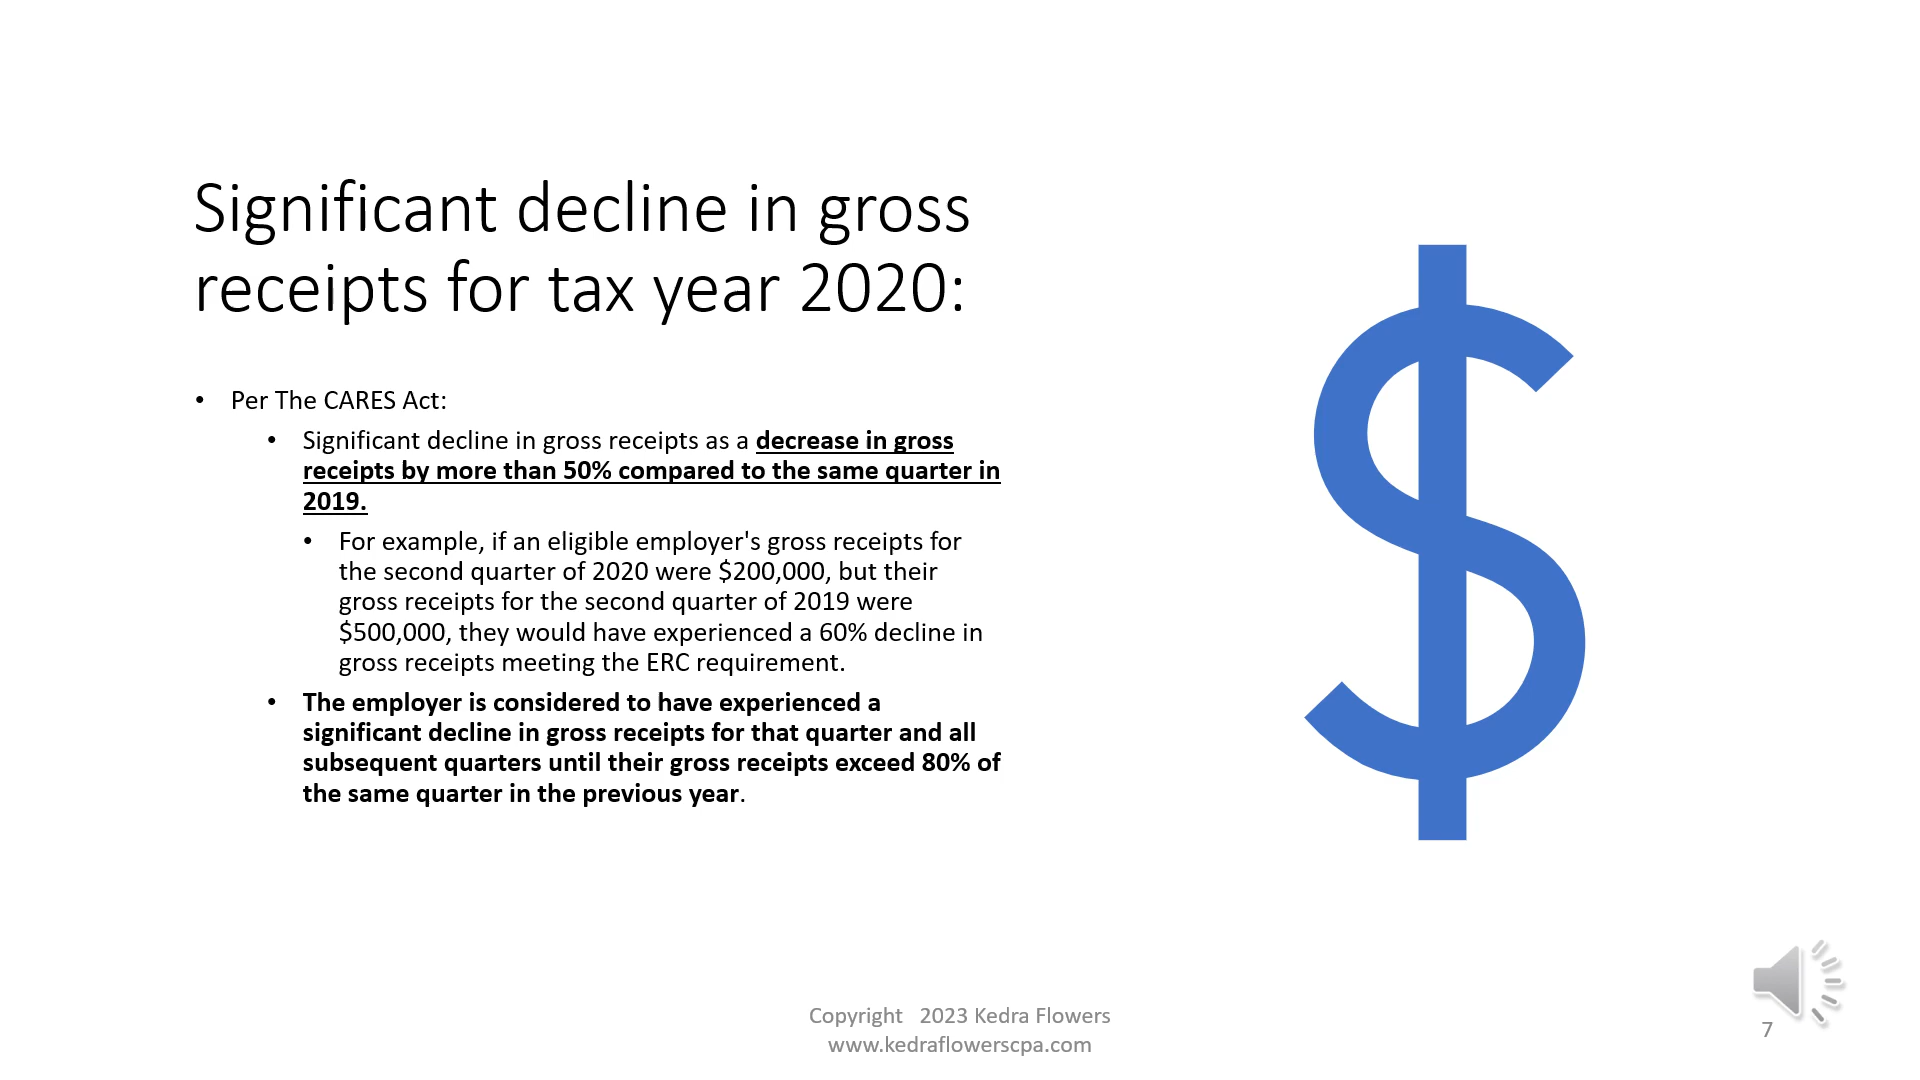 Significant decline in gross
receipts for tax year 2020:
• Per The CARES Act:
• Significant decline in gross receipts as a decrease in gross
receipts by more than 50% compared to the same quarter in
2019.
• For example, if an eligible employer's gross receipts for
the second quarter of 2020 were $200,000, but their
gross receipts for the second quarter of 2019 were
$500,000, they would have experienced a 60% decline in
gross receipts meeting the ERC requirement.
• The employer is considered to have experienced a
significant decline in gross receipts for that quarter and all
subsequent quarters until their gross receipts exceed 80% of
the same quarter in the previous year.
$
Copyright 2023 Kedra Flowers
www.kedraflowerscpa.com
7